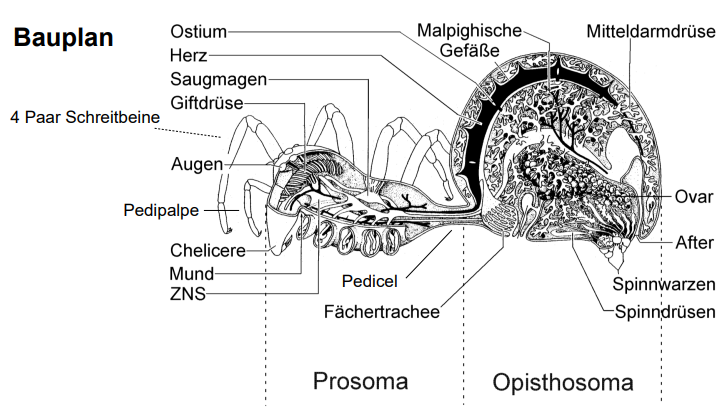 Bauplan
Ostium
Herz
Saugmagen
Giftdrüse
4 Paar Schreitbeine
Augen
Pedipalpe
Chelicere
Mund
ZNS
Malpighische
Gefäße
Mitteldarmdrüse
Ovar
After
Spinnwarzen
Spinndrüsen
Pedicel
Fächertrachee
Prosoma
Opisthosoma